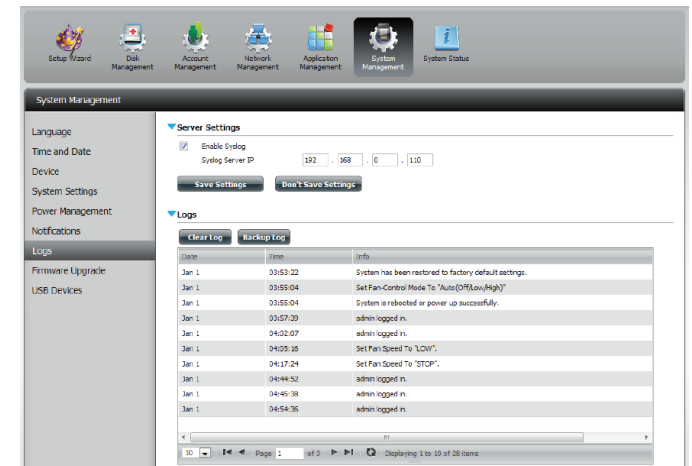 Setup Wizard
Disk Management
Account Management
Network Management
Application Management
System Management
System Status
System Management
Language
Time and Date
Device
System Settings
Power Management
Notifications
Logs
Firmware Upgrade
USB Devices
Server Settings
Enable Syslog
Syslog Server IP 192 . 168 . 0 . 110
Save Settings Don't Save Settings
Logs
Clear Log Backup Log
Date Time Info
Jan 1 03:53:22 System has been restored to factory default settings.
Jan 1 03:55:04 Set Fan-Control Mode To "Auto(Off/Low/High)"
Jan 1 03:55:04 System is rebooted or power up successfully.
Jan 1 03:57:39 admin logged in.
Jan 1 04:02:07 admin logged in.
Jan 1 04:05:16 Set Fan Speed To "LOW".
Jan 1 04:17:24 Set Fan Speed To "STOP".
Jan 1 04:44:52 admin logged in.
Jan 1 04:45:38 admin logged in.
Jan 1 04:54:36 admin logged in.
10 Page 1 of 3 Displaying 1 to 10 of 28 items